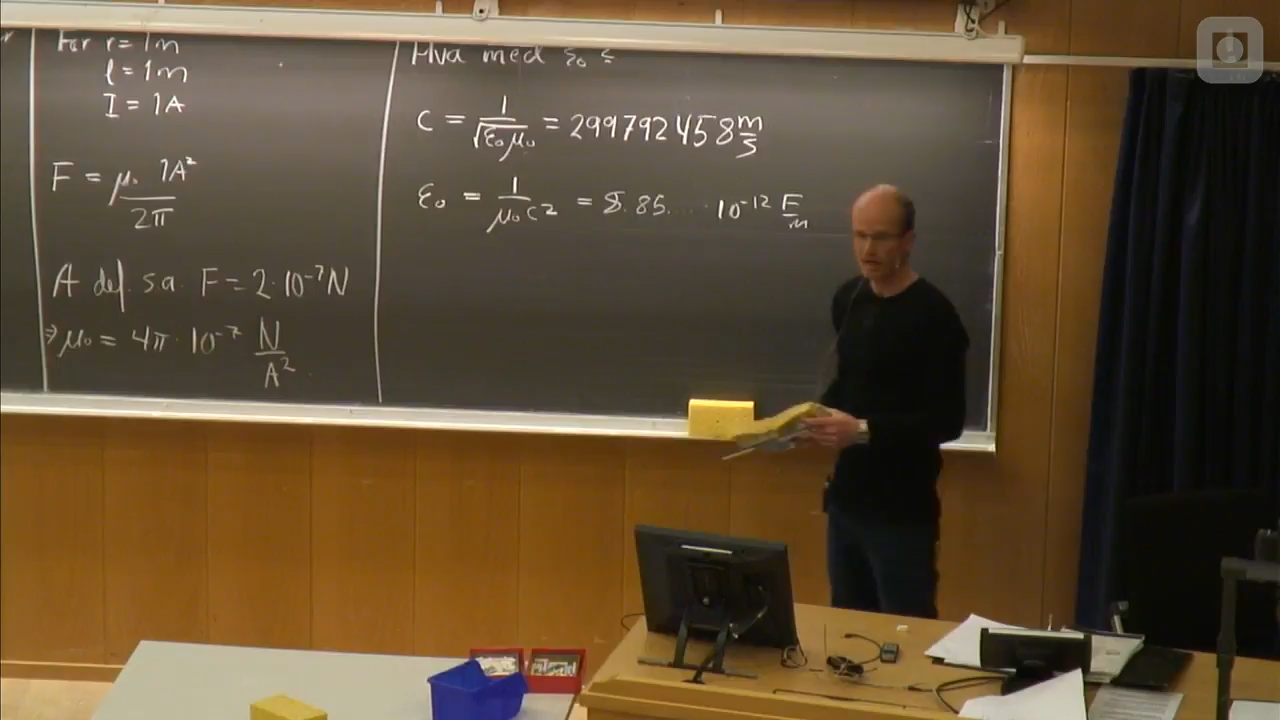 For r = 1m
l = 1m
I = 1A
F = μ₀ 1A² / 2π
A def. s.a. F = 2·10⁻⁷N
⇒ μ₀ = 4π·10⁻⁷ N/A²
Hva med ε₀ ?
c = 1/√ε₀μ₀ = 299792458 m/s
ε₀ = 1/μ₀c² = 8.85.... ·10⁻¹² F/m